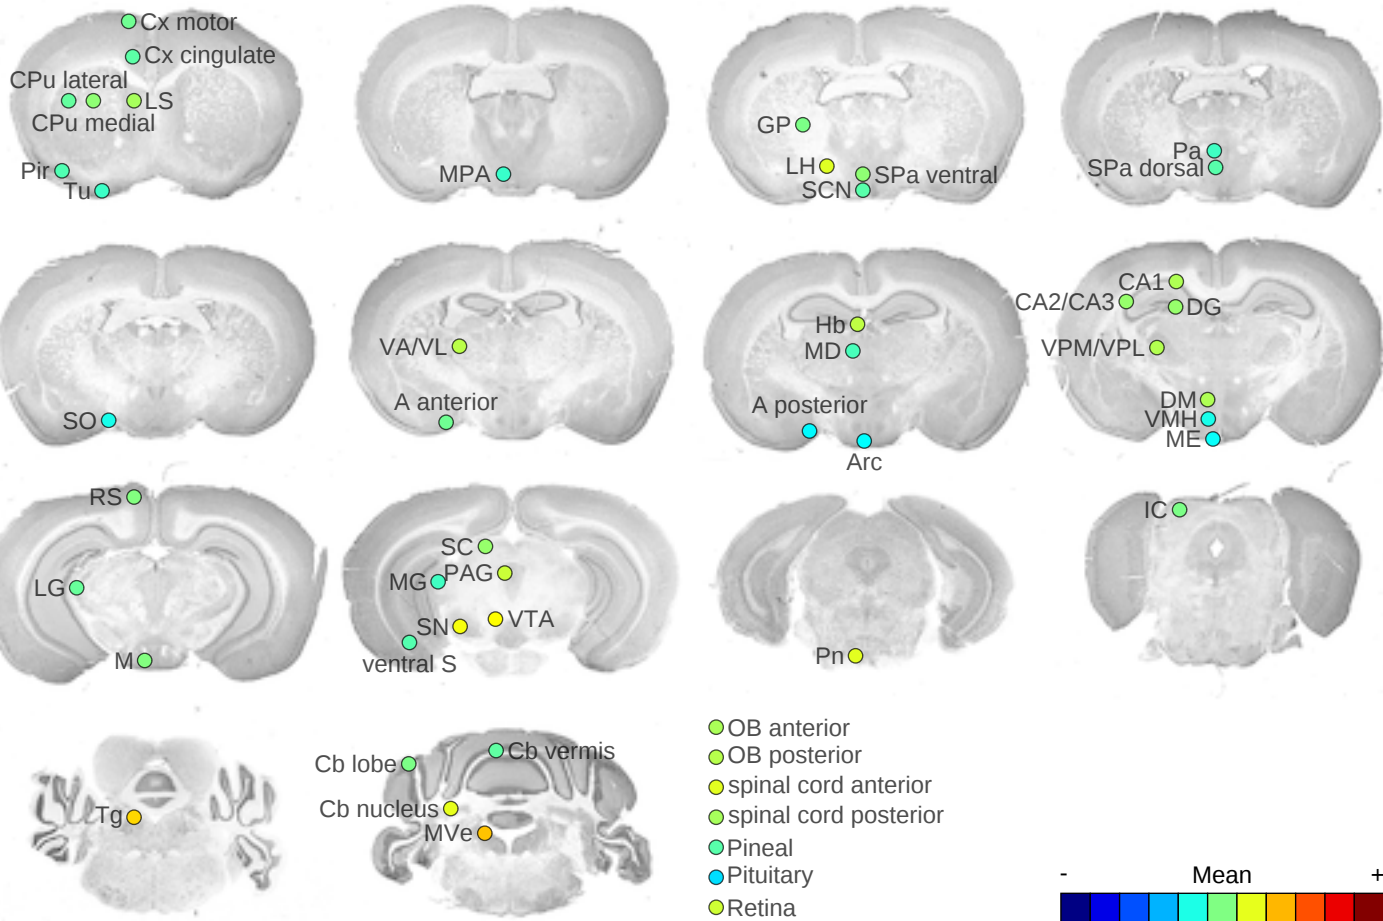 Cx motor
Cx cingulate
CPu lateral
LS
CPu medial
Pir
Tu
MPA
GP
LH
SPa ventral
SCN
Pa
SPa dorsal
SO
VA/VL
A anterior
Hb
MD
A posterior
Arc
CA1
CA2/CA3
DG
VPM/VPL
DM
VMH
ME
RS
LG
M
SC
MG
PAG
SN
VTA
ventral S
Pn
IC
Tg
Cb lobe
Cb vermis
Cb nucleus
MVe
OB anterior
OB posterior
spinal cord anterior
spinal cord posterior
Pineal
Pituitary
Retina
- Mean +